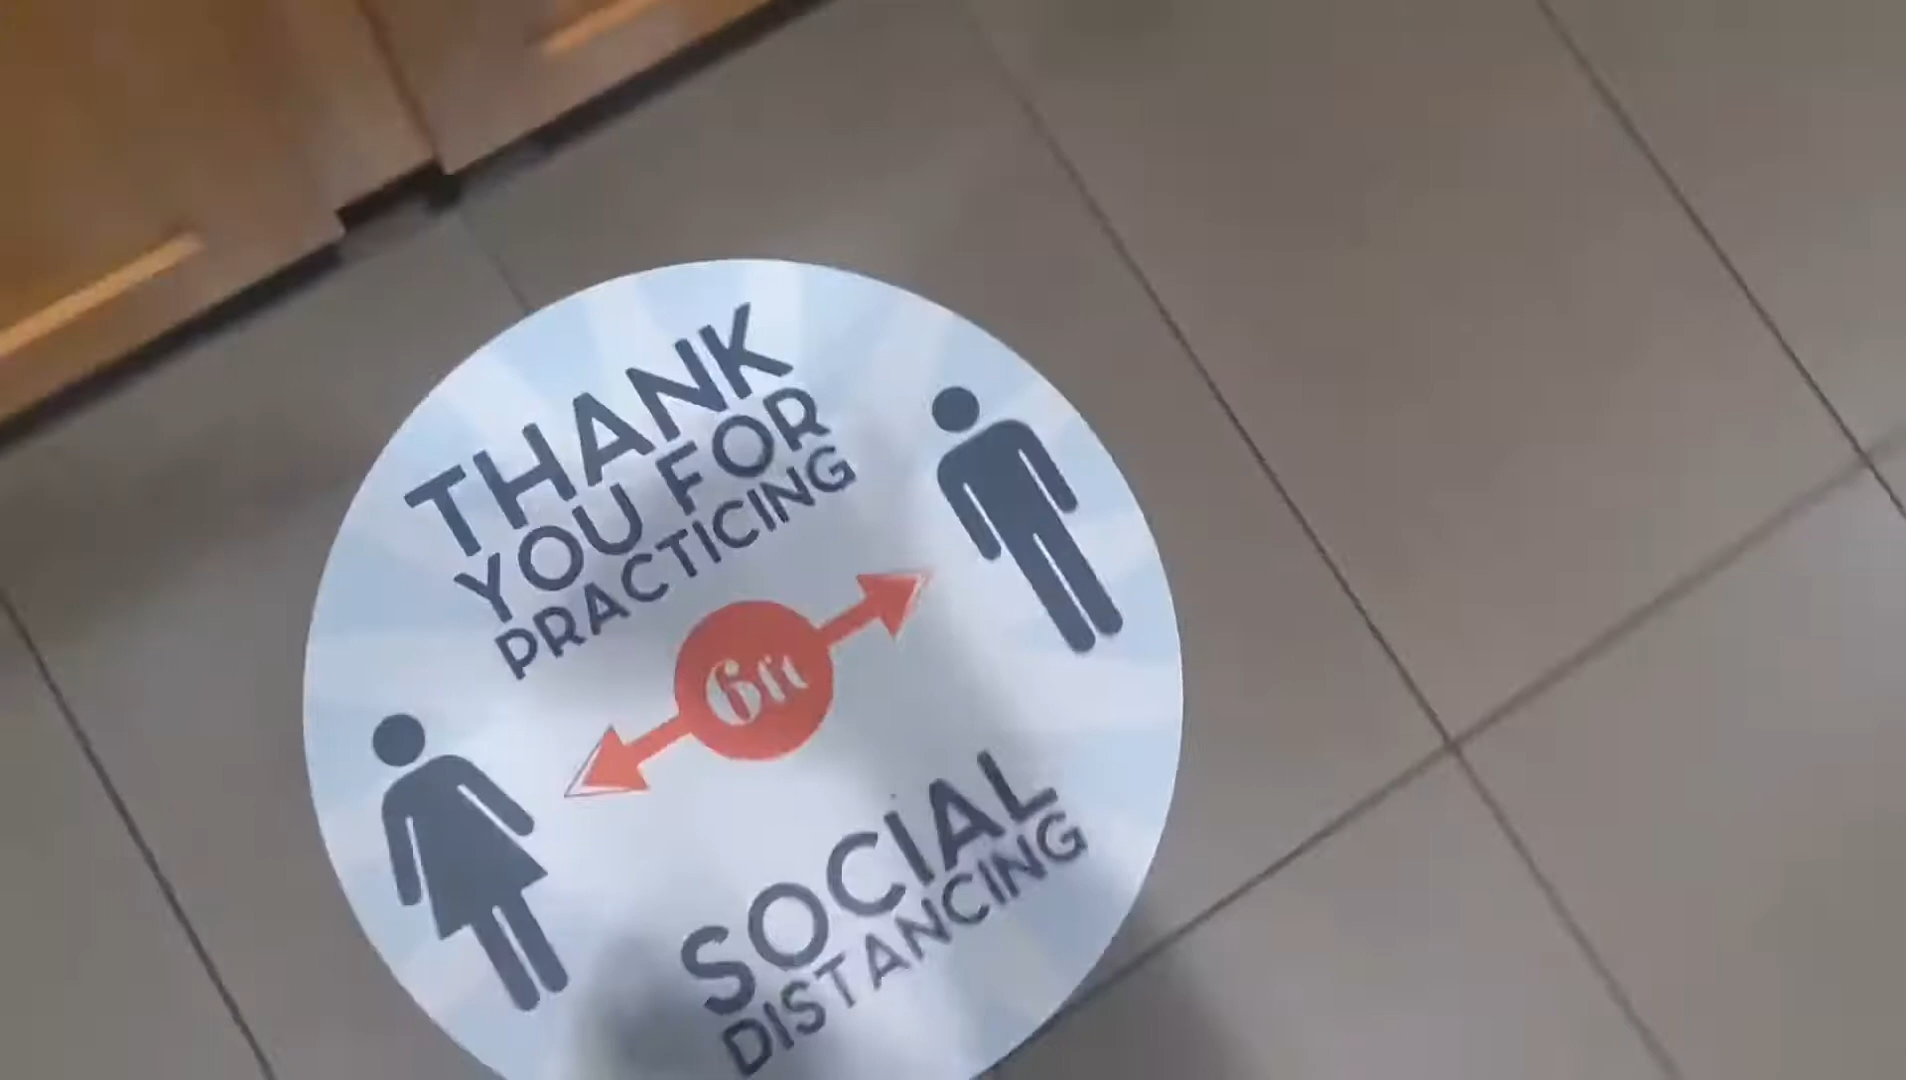 THANK
YOU FOR
PRACTICING
6ft
SOCIAL
DISTANCING